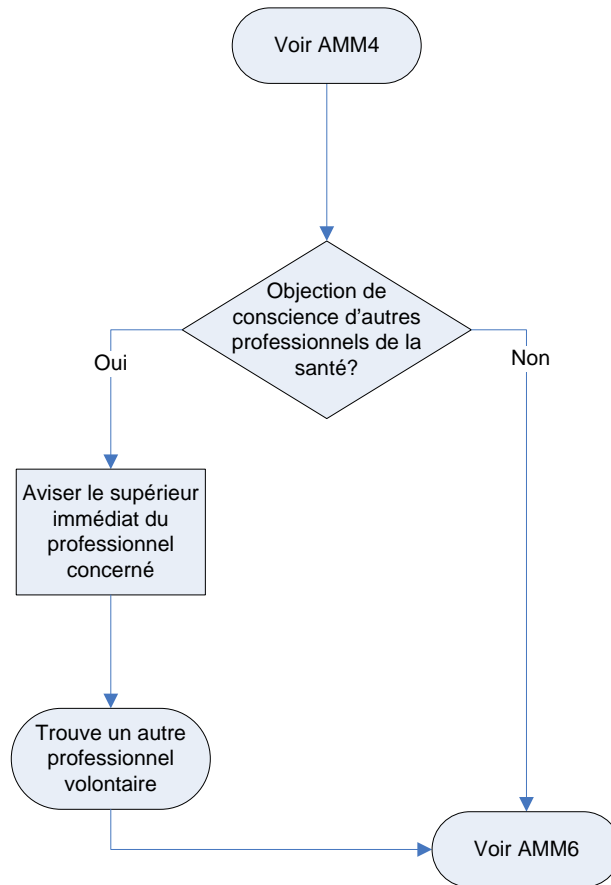 Voir AMM4
Objection de
conscience d'autres
professionnels de la
santé?
Oui
Non
Aviser le supérieur
immédiat du
professionnel
concerné
Trouve un autre
professionnel
volontaire
Voir AMM6